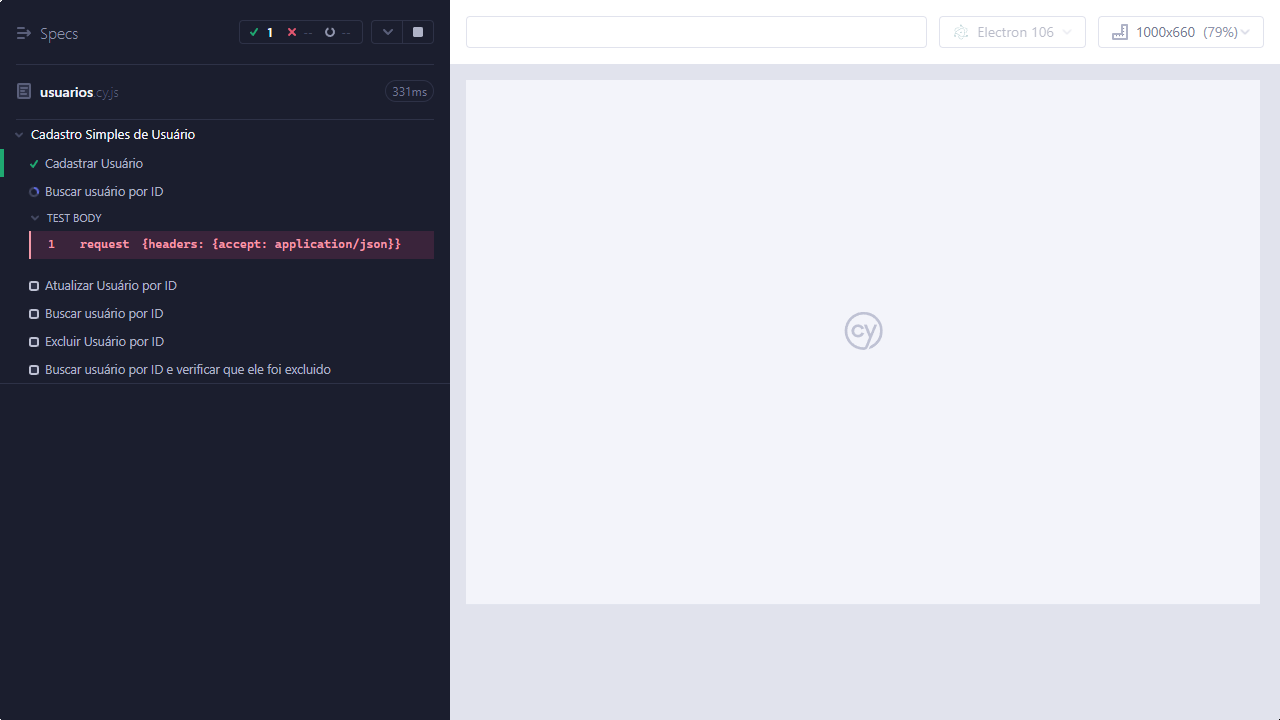 Specs
1 -- --
usuarios.cy.js
331ms
Cadastro Simples de Usuário
Cadastrar Usuário
Buscar usuário por ID
TEST BODY
1 request {headers: {accept: application/json}}
Atualizar Usuário por ID
Buscar usuário por ID
Excluir Usuário por ID
Buscar usuário por ID e verificar que ele foi excluido
Electron 106
1000x660 (79%)
cy